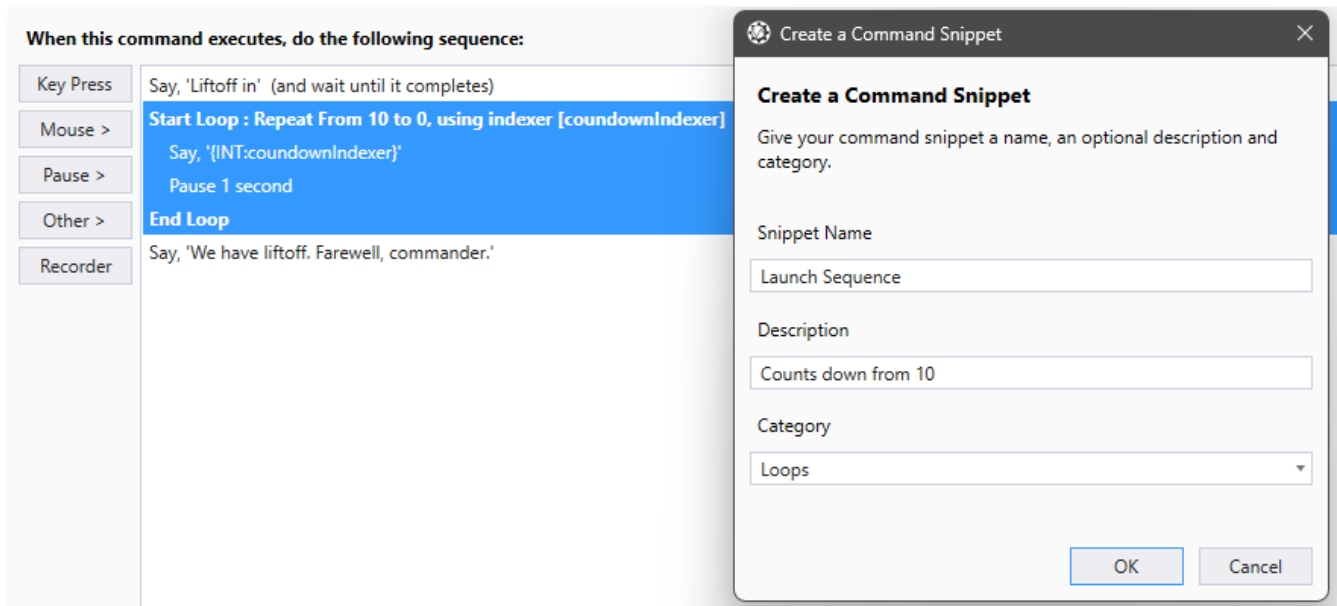 When this command executes, do the following sequence:
Key Press
Mouse >
Pause >
Other >
Recorder
Say, 'Liftoff in'  (and wait until it completes)
Start Loop : Repeat From 10 to 0, using indexer [coundownIndexer]
Say, '{INT:coundownIndexer}'
Pause 1 second
End Loop
Say, 'We have liftoff. Farewell, commander.'
Create a Command Snippet
Create a Command Snippet
Give your command snippet a name, an optional description and
category.
Snippet Name
Launch Sequence
Description
Counts down from 10
Category
Loops
OK
Cancel